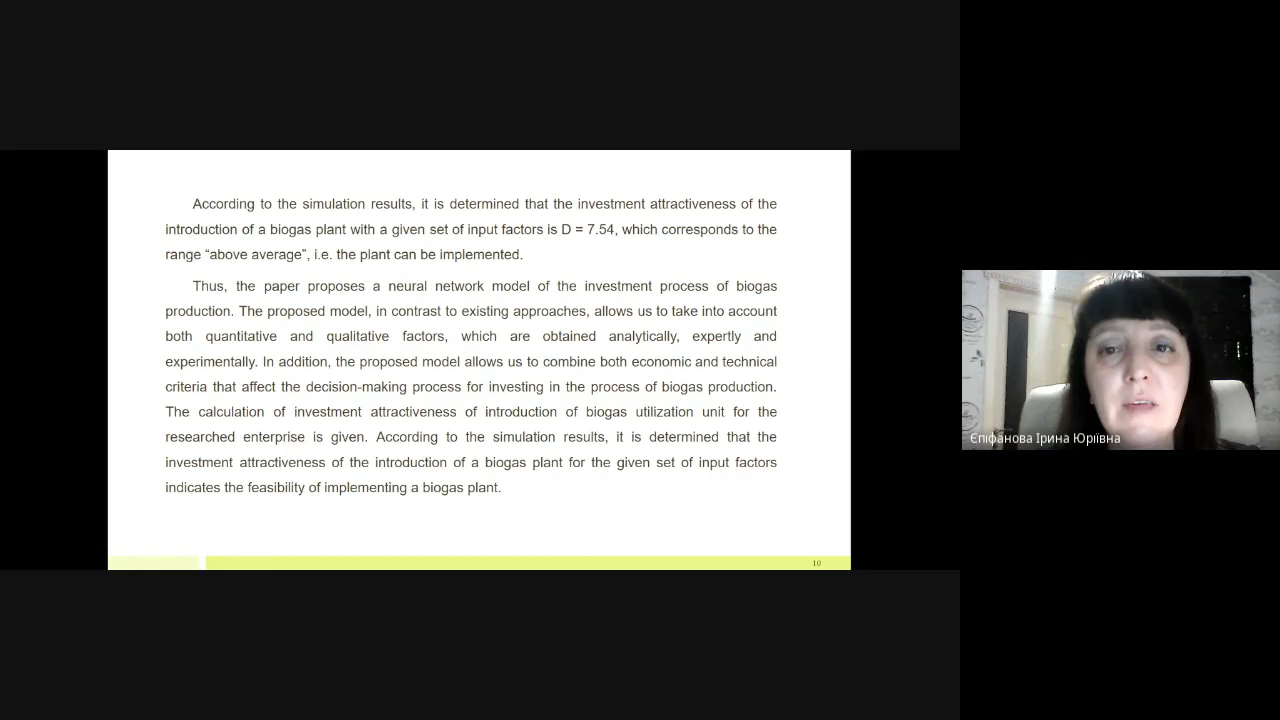 According to the simulation results, it is determined that the investment attractiveness of the
introduction of a biogas plant with a given set of input factors is D = 7.54, which corresponds to the
range “above average”, i.e. the plant can be implemented.
Thus, the paper proposes a neural network model of the investment process of biogas
production. The proposed model, in contrast to existing approaches, allows us to take into account
both quantitative and qualitative factors, which are obtained analytically, expertly and
experimentally. In addition, the proposed model allows us to combine both economic and technical
criteria that affect the decision-making process for investing in the process of biogas production.
The calculation of investment attractiveness of introduction of biogas utilization unit for the
researched enterprise is given. According to the simulation results, it is determined that the
investment attractiveness of the introduction of a biogas plant for the given set of input factors
indicates the feasibility of implementing a biogas plant.
10
Єпіфанова Ірина Юріївна